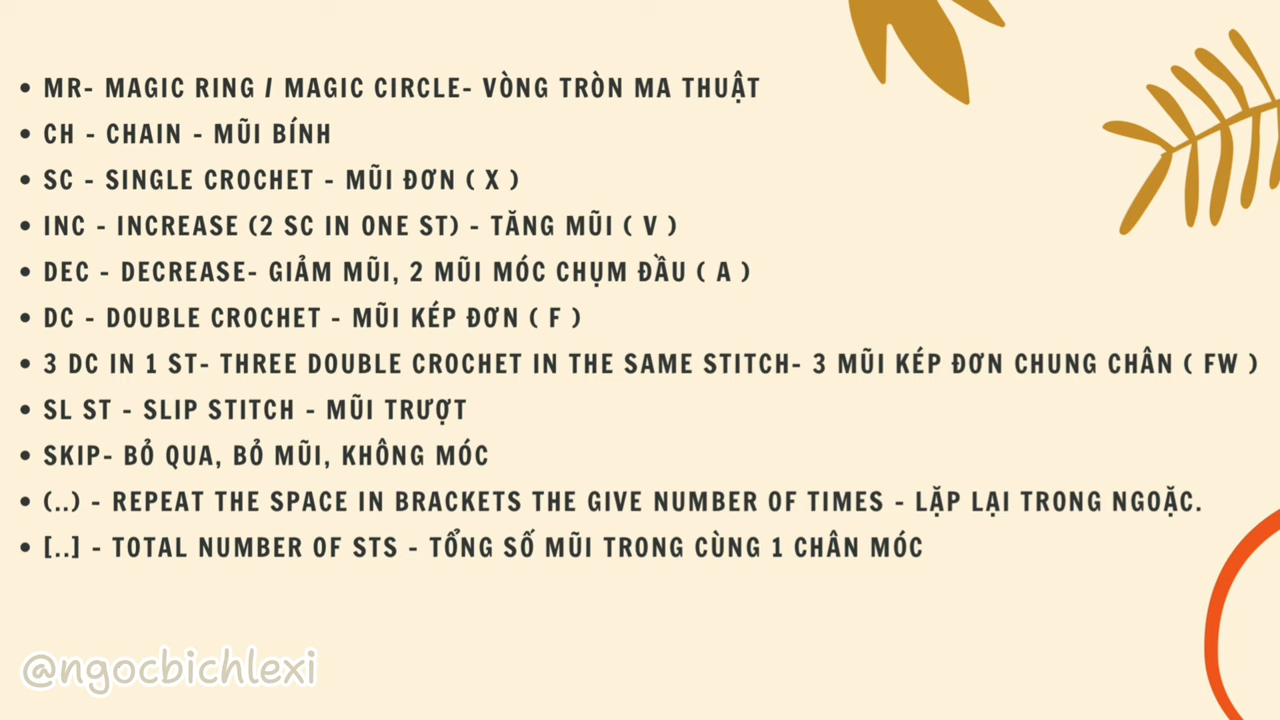 • MR- MAGIC RING / MAGIC CIRCLE- VÒNG TRÒN MA THUẬT
• CH - CHAIN - MŨI BÍNH
• SC - SINGLE CROCHET - MŨI ĐƠN ( X )
• INC - INCREASE (2 SC IN ONE ST) - TĂNG MŨI ( V )
• DEC - DECREASE- GIẢM MŨI, 2 MŨI MÓC CHỤM ĐẦU ( A )
• DC - DOUBLE CROCHET - MŨI KÉP ĐƠN ( F )
• 3 DC IN 1 ST- THREE DOUBLE CROCHET IN THE SAME STITCH- 3 MŨI KÉP ĐƠN CHUNG CHÂN ( FW )
• SL ST - SLIP STITCH - MŨI TRƯỢT
• SKIP- BỎ QUA, BỎ MŨI, KHÔNG MÓC
• (..) - REPEAT THE SPACE IN BRACKETS THE GIVE NUMBER OF TIMES - LẶP LẠI TRONG NGOẶC.
• [..] - TOTAL NUMBER OF STS - TỔNG SỐ MŨI TRONG CÙNG 1 CHÂN MÓC
@ngocbichlexi